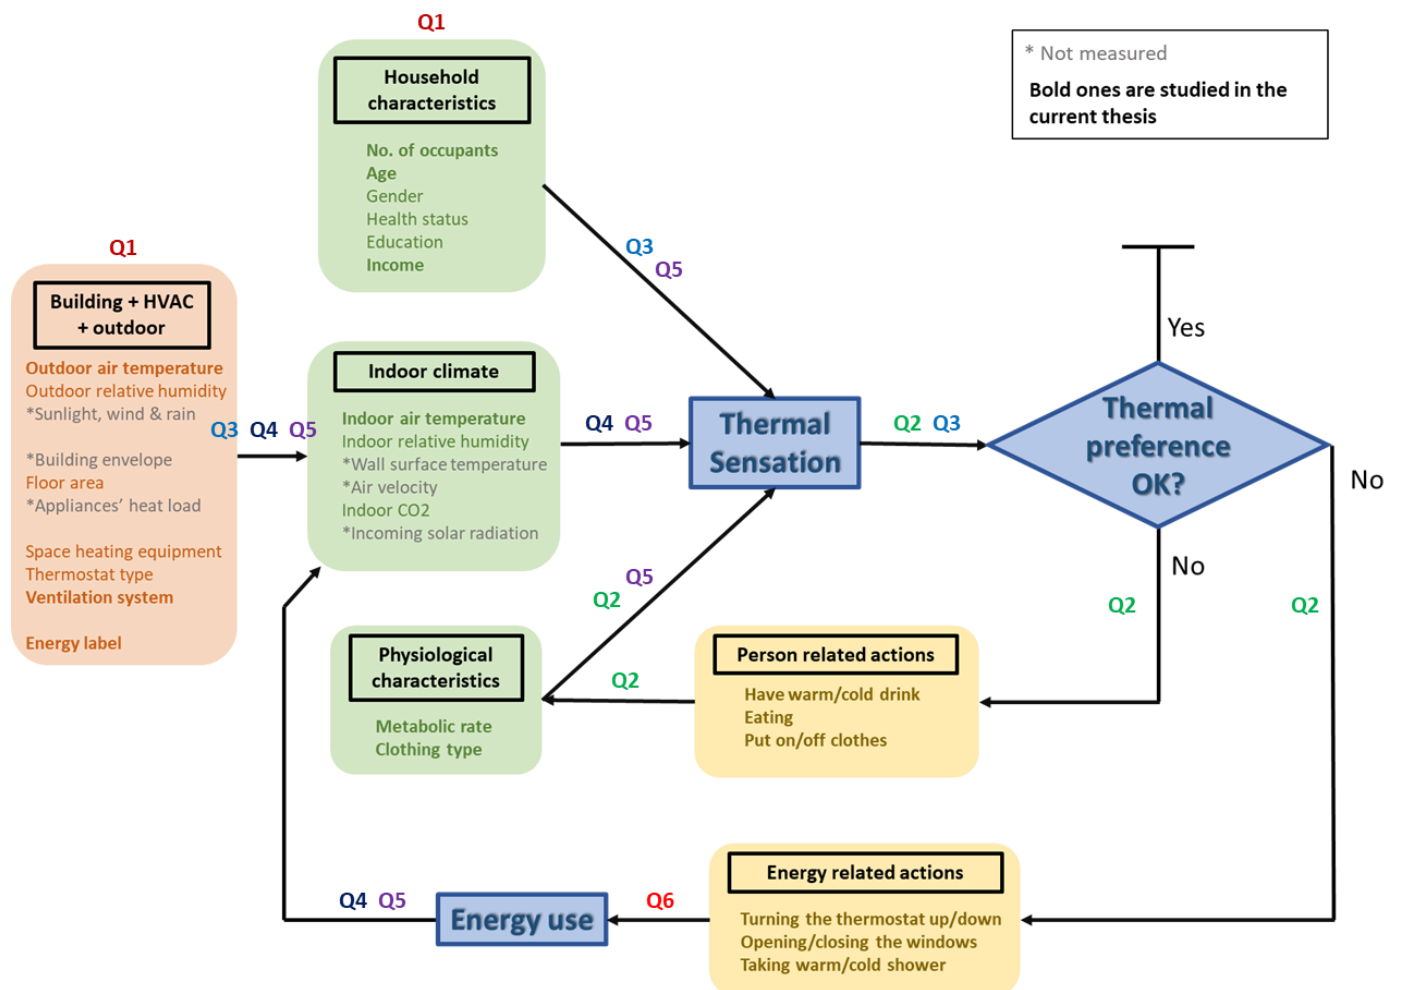 Q1
Household
characteristics
No. of occupants
Age
Gender
Health status
Education
Income
* Not measured
Bold ones are studied in the
current thesis
Q1
Building + HVAC
+ outdoor
Outdoor air temperature
Outdoor relative humidity
*Sunlight, wind & rain
*Building envelope
Floor area
*Appliances' heat load
Space heating equipment
Thermostat type
Ventilation system
Energy label
Q3 Q4 Q5
Indoor climate
Indoor air temperature
Indoor relative humidity
*Wall surface temperature
*Air velocity
Indoor CO2
*Incoming solar radiation
Q3
Q5
Q4 Q5
Thermal
Sensation
Q2 Q3
Yes
Thermal
preference
OK?
No
No
Q2
Q2
Q5
Q2
Physiological
characteristics
Metabolic rate
Clothing type
Q2
Person related actions
Have warm/cold drink
Eating
Put on/off clothes
Energy related actions
Turning the thermostat up/down
Opening/closing the windows
Taking warm/cold shower
Q6
Energy use
Q4 Q5